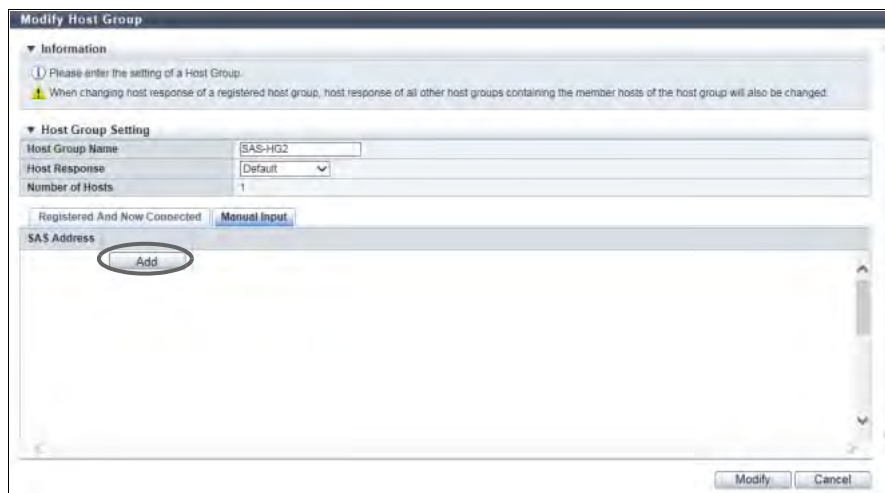 Modify Host Group
▼ Information
Please enter the setting of a Host Group.
When changing host response of a registered host group, host response of all other host groups containing the member hosts of the host group will also be changed.
▼ Host Group Setting
Host Group Name SAS-HG2
Host Response Default
Number of Hosts 1
Registered And Now Connected Manual Input
SAS Address
Add
Modify Cancel